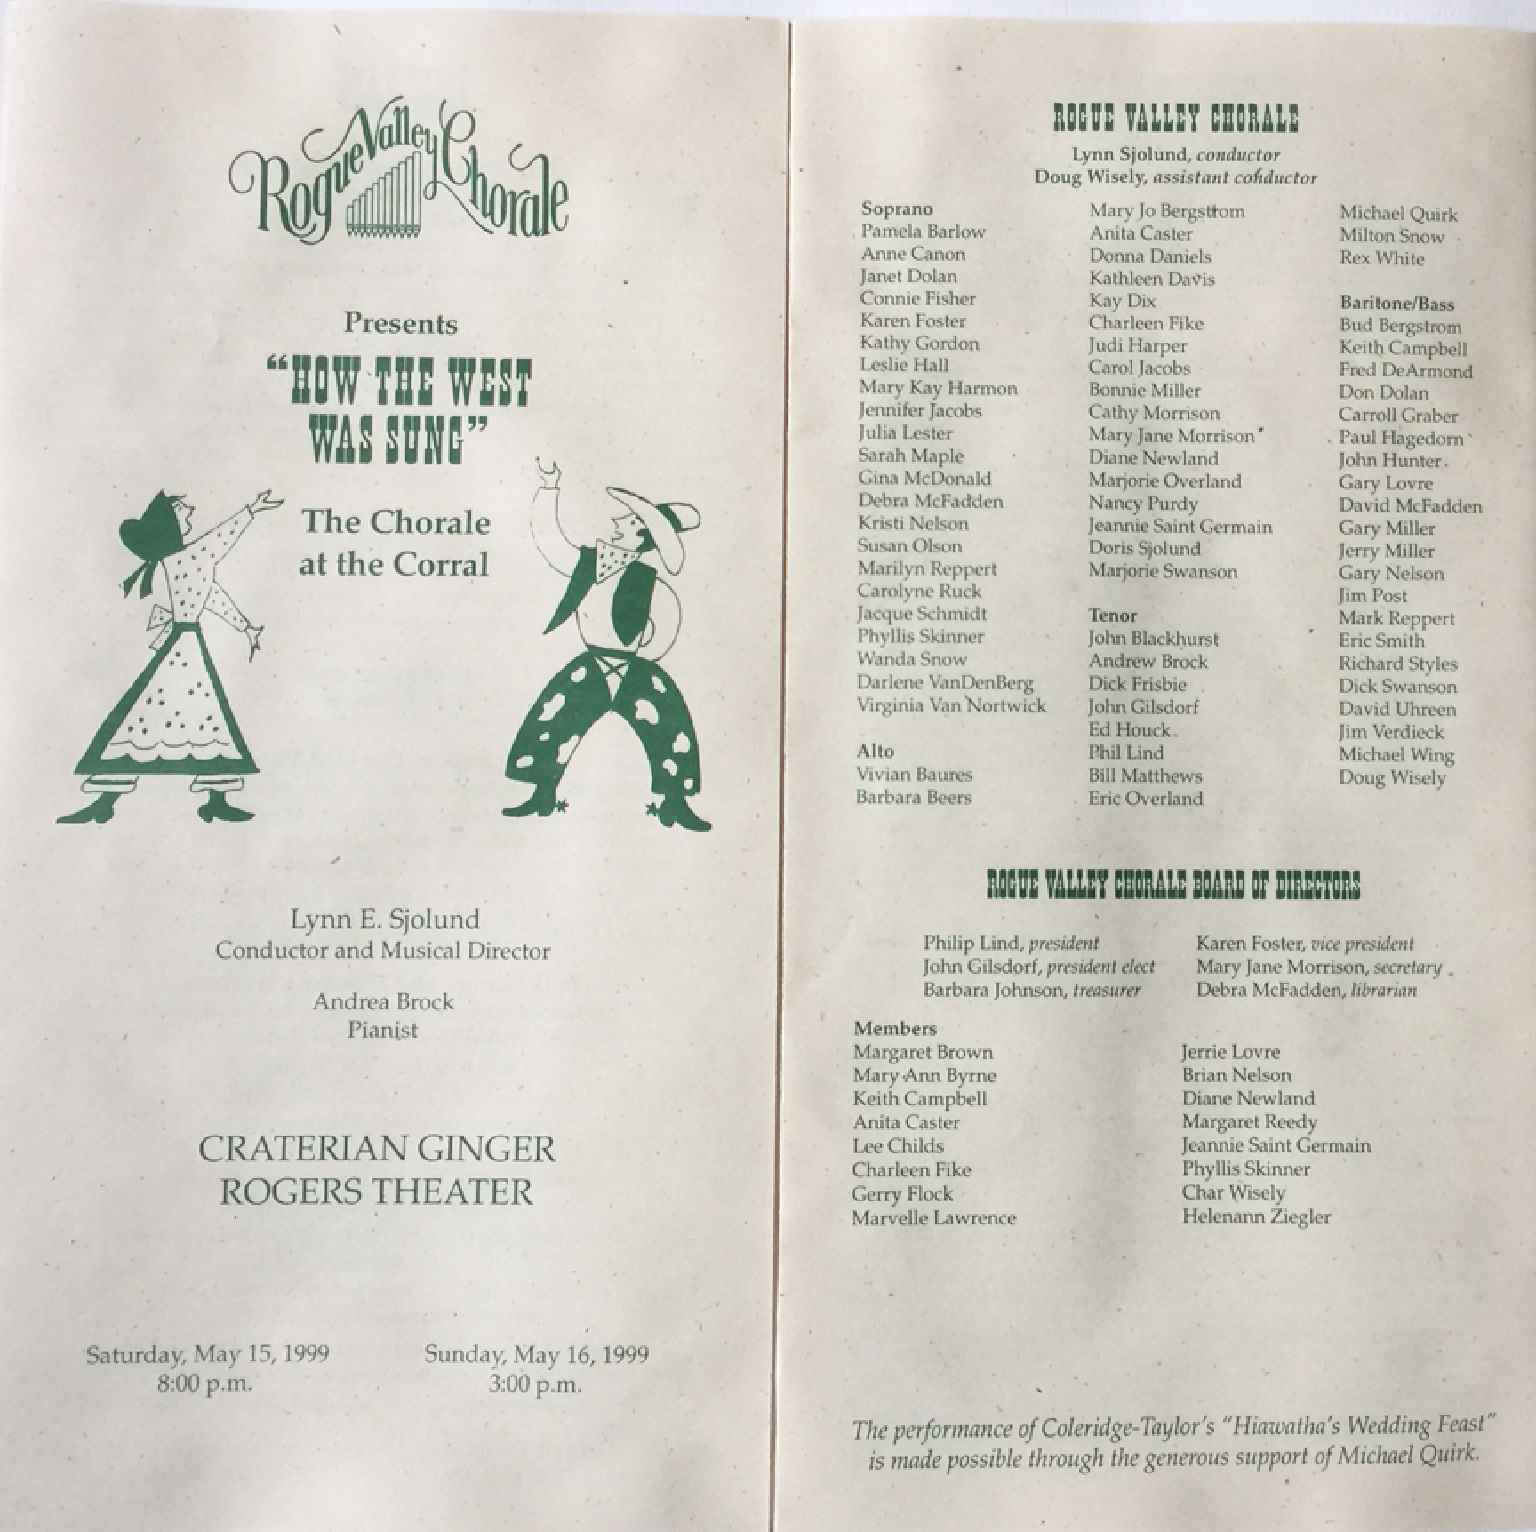 Rogue Valley Chorale
Presents
“HOW THE WEST
WAS SUNG”
The Chorale
at the Corral
Lynn E. Sjolund
Conductor and Musical Director
Andrea Brock
Pianist
CRATERIAN GINGER
ROGERS THEATER
Saturday, May 15, 1999
8:00 p.m.
Sunday, May 16, 1999
3:00 p.m.
ROGUE VALLEY CHORALE
Lynn Sjolund, conductor
Doug Wisely, assistant conductor
Soprano
Pamela Barlow
Anne Canon
Janet Dolan
Connie Fisher
Karen Foster
Kathy Gordon
Leslie Hall
Mary Kay Harmon
Jennifer Jacobs
Julia Lester
Sarah Maple
Gina McDonald
Debra McFadden
Kristi Nelson
Susan Olson
Marilyn Reppert
Carolyne Ruck
Jacque Schmidt
Phyllis Skinner
Wanda Snow
Darlene VanDenBerg
Virginia Van Nortwick
Alto
Vivian Baures
Barbara Beers
Mary Jo Bergstrom
Anita Caster
Donna Daniels
Kathleen Davis
Kay Dix
Charleen Fike
Judi Harper
Carol Jacobs
Bonnie Miller
Cathy Morrison
Mary Jane Morrison
Diane Newland
Marjorie Overland
Nancy Purdy
Jeannie Saint Germain
Doris Sjolund
Marjorie Swanson
Tenor
John Blackhurst
Andrew Brock
Dick Frisbie
John Gilsdorf
Ed Houck
Phil Lind
Bill Matthews
Eric Overland
Michael Quirk
Milton Snow
Rex White
Baritone/Bass
Bud Bergstrom
Keith Campbell
Fred DeArmond
Don Dolan
Carroll Graber
Paul Hagedorn
John Hunter
Gary Lovre
David McFadden
Gary Miller
Jerry Miller
Gary Nelson
Jim Post
Mark Reppert
Eric Smith
Richard Styles
Dick Swanson
David Uhreen
Jim Verdieck
Michael Wing
Doug Wisely
ROGUE VALLEY CHORALE BOARD OF DIRECTORS
Philip Lind, president
John Gilsdorf, president elect
Barbara Johnson, treasurer
Karen Foster, vice president
Mary Jane Morrison, secretary
Debra McFadden, librarian
Members
Margaret Brown
Mary Ann Byrne
Keith Campbell
Anita Caster
Lee Childs
Charleen Fike
Gerry Flock
Marvelle Lawrence
Jerrie Lovre
Brian Nelson
Diane Newland
Margaret Reedy
Jeannie Saint Germain
Phyllis Skinner
Char Wisely
Helenann Ziegler
The performance of Coleridge-Taylor's “Hiawatha's Wedding Feast”
is made possible through the generous support of Michael Quirk.